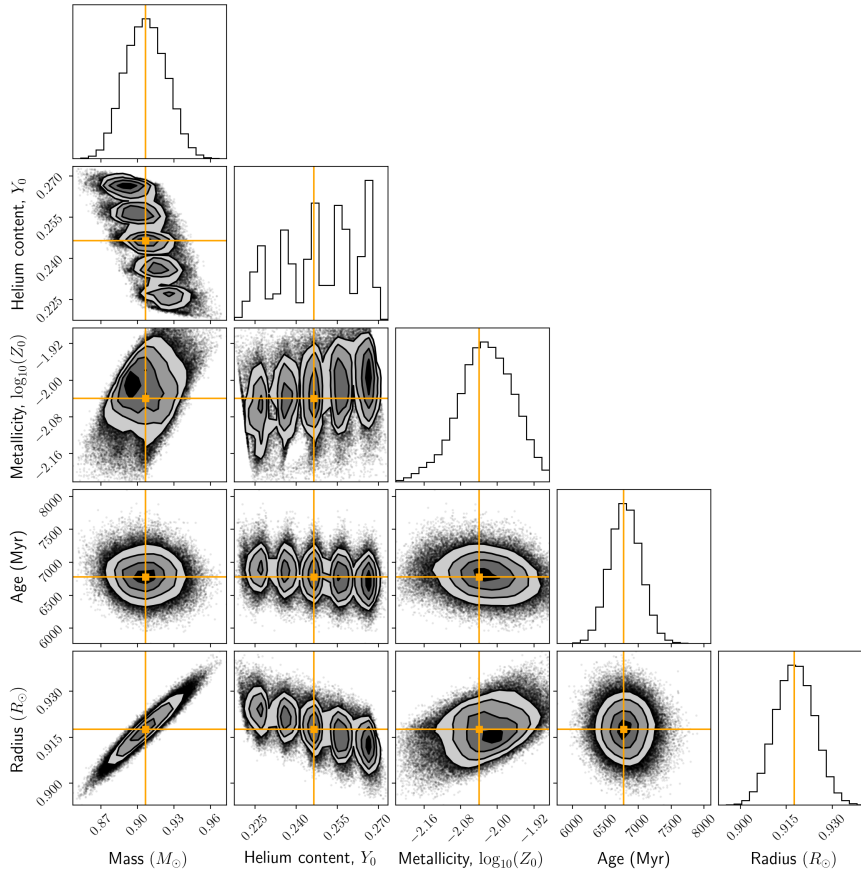 Helium content, Y₀
0.270
0.255
0.240
0.225
Metallicity, log₁₀(Z₀)
−1.92
−2.00
−2.08
−2.16
Age (Myr)
8000
7500
7000
6500
6000
Radius (R☉)
0.930
0.915
0.900
0.87 0.90 0.93 0.96
0.225 0.240 0.255 0.270
−2.16 −2.08 −2.00 −1.92
6000 6500 7000 7500 8000
0.900 0.915 0.930
Mass (M☉)
Helium content, Y₀
Metallicity, log₁₀(Z₀)
Age (Myr)
Radius (R☉)